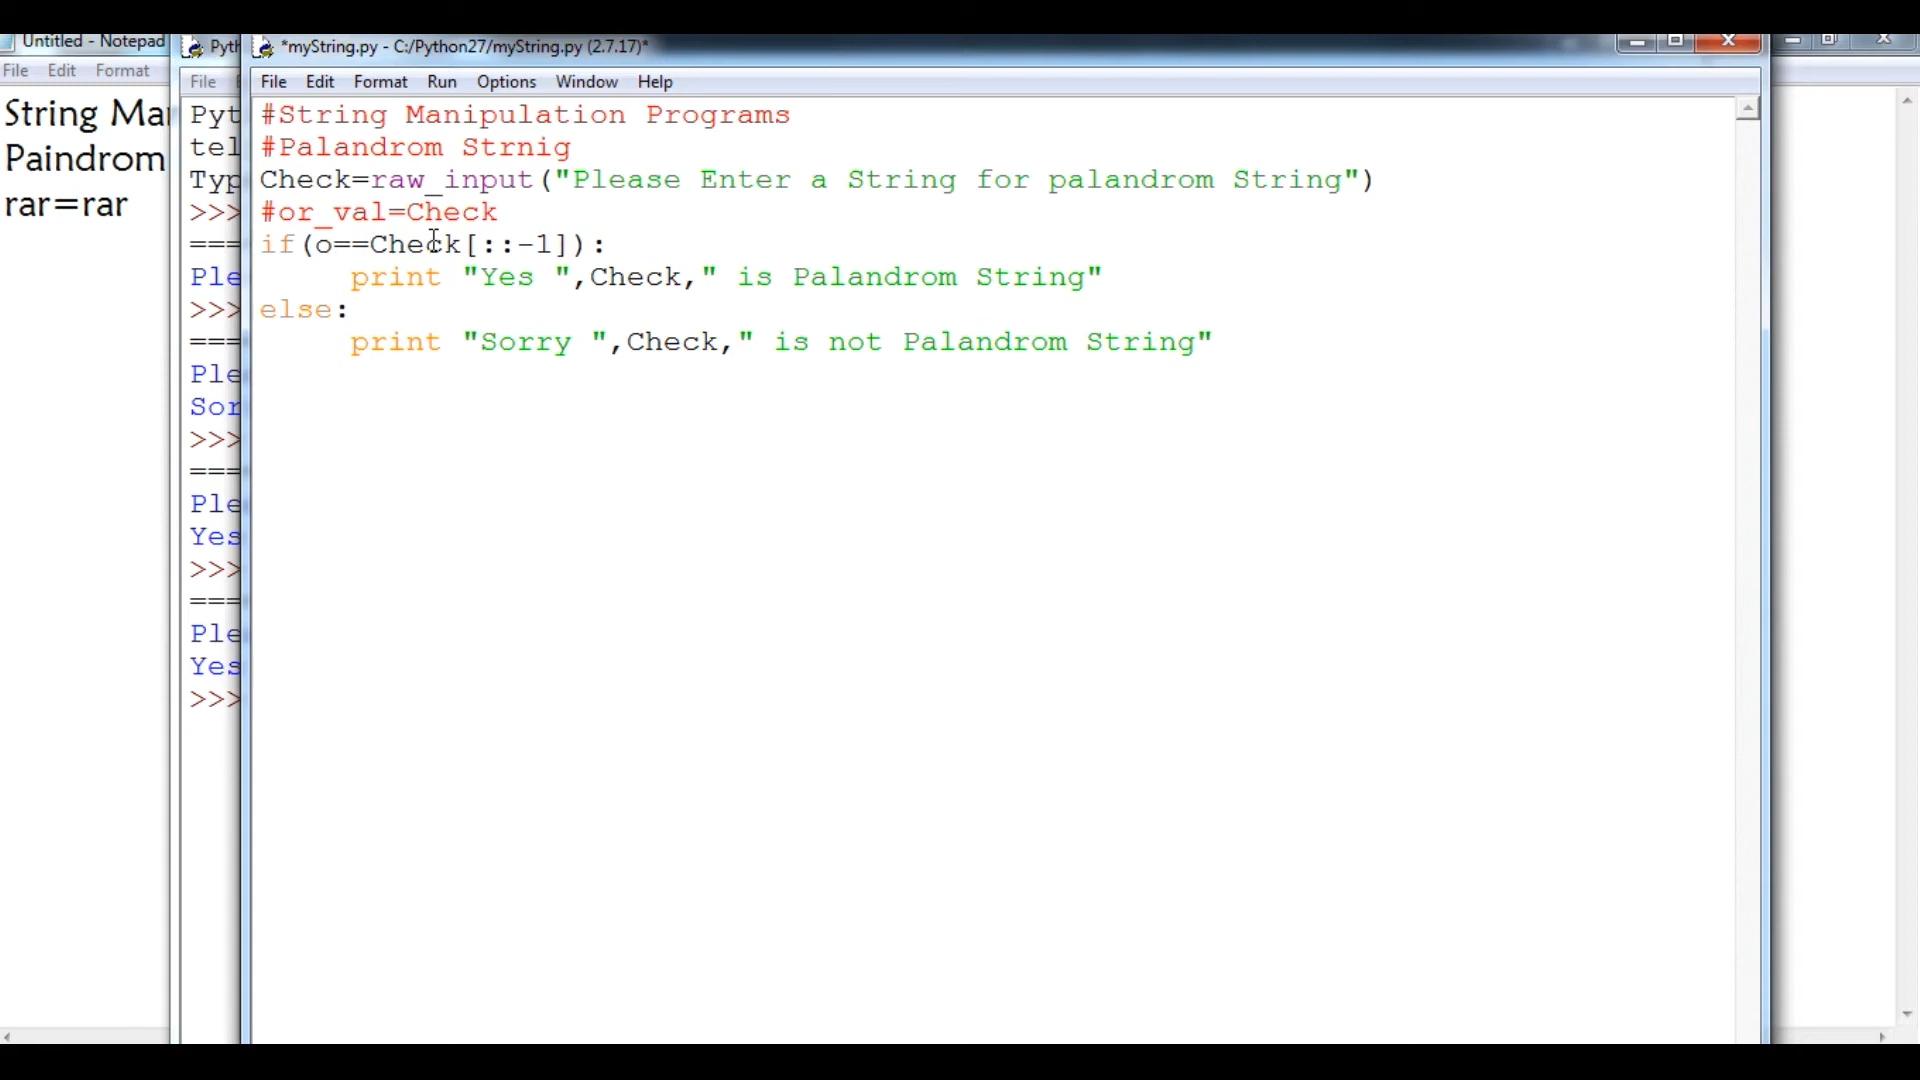 Untitled - Notepad
File Edit Format
String Ma
Paindrom
rar=rar
Pyth
File
Pyt
tel
Typ
>>>
===
Ple
>>>
===
Ple
Sor
>>>
===
Ple
Yes
>>>
===
Ple
Yes
>>>
*myString.py - C:/Python27/myString.py (2.7.17)*
File Edit Format Run Options Window Help
#String Manipulation Programs
#Palandrom Strnig
Check=raw_input("Please Enter a String for palandrom String")
#or_val=Check
if(o==Check[::-1]):
print "Yes ",Check," is Palandrom String"
else:
print "Sorry ",Check," is not Palandrom String"